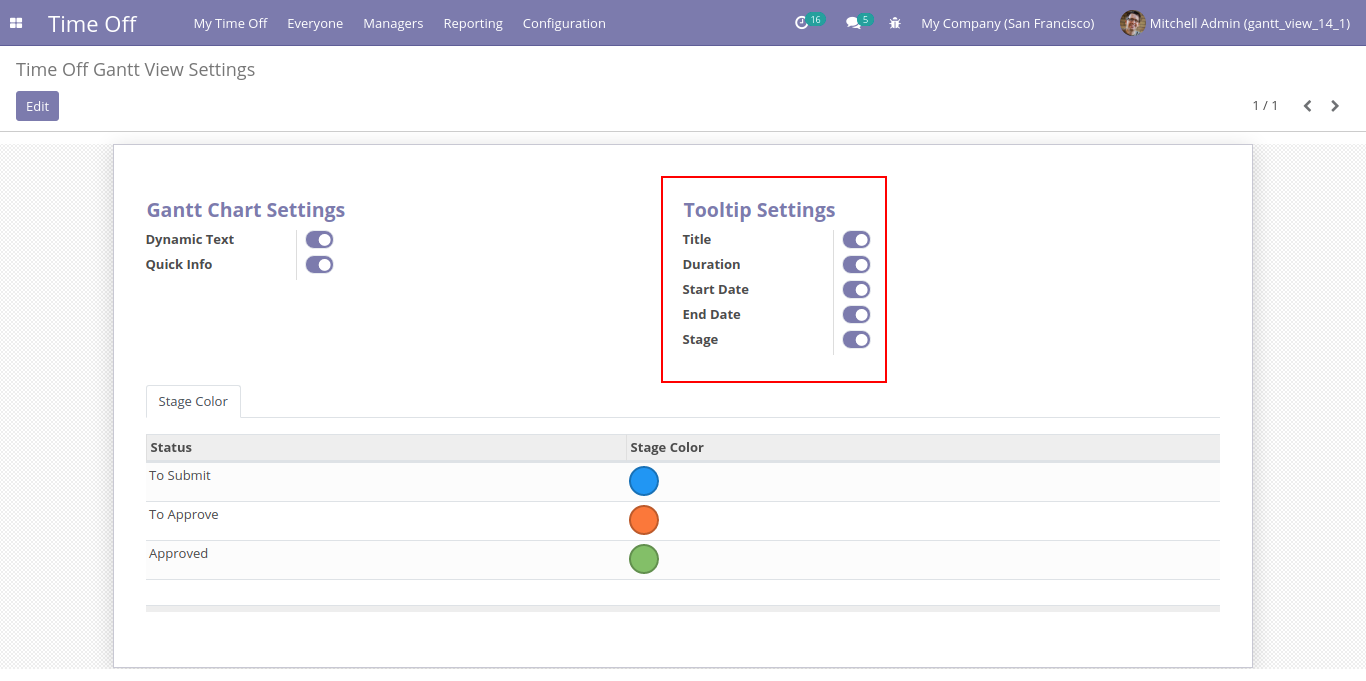 Time Off My Time Off Everyone Managers Reporting Configuration 16 5 My Company (San Francisco) Mitchell Admin (gantt_view_14_1)
Time Off Gantt View Settings
Edit 1 / 1
Gantt Chart Settings
Dynamic Text
Quick Info
Tooltip Settings
Title
Duration
Start Date
End Date
Stage
Stage Color
Status Stage Color
To Submit
To Approve
Approved